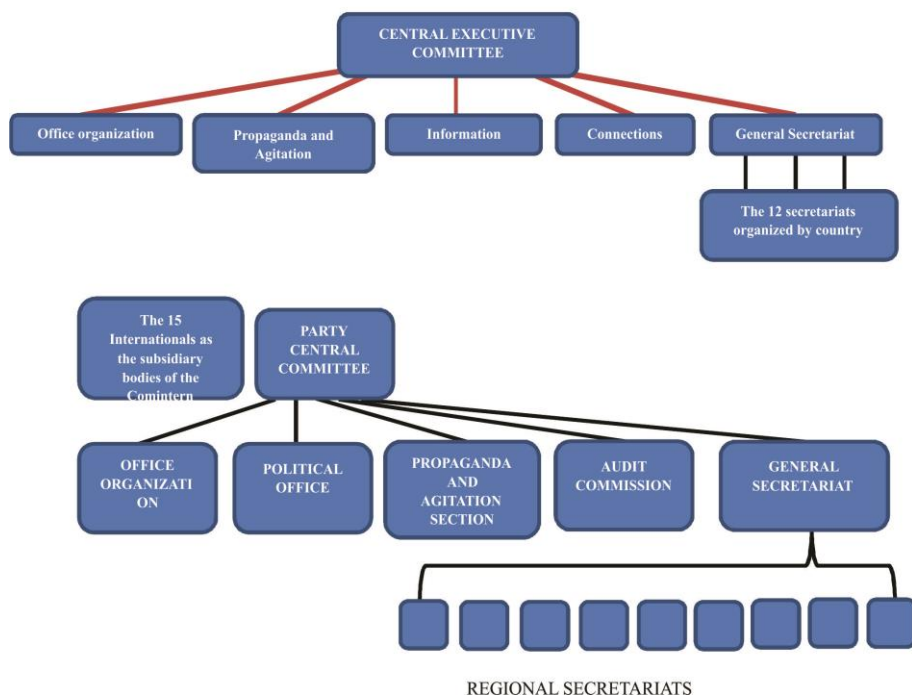 CENTRAL EXECUTIVE
COMMITTEE
Office organization
Propaganda and
Agitation
Information
Connections
General Secretariat
The 12 secretariats
organized by country
The 15
Internationals as
the subsidiary
bodies of the
Comintern
PARTY
CENTRAL
COMMITTEE
OFFICE
ORGANIZATI
ON
POLITICAL
OFFICE
PROPAGANDA
AND
AGITATION
SECTION
AUDIT
COMMISSION
GENERAL
SECRETARIAT
REGIONAL SECRETARIATS